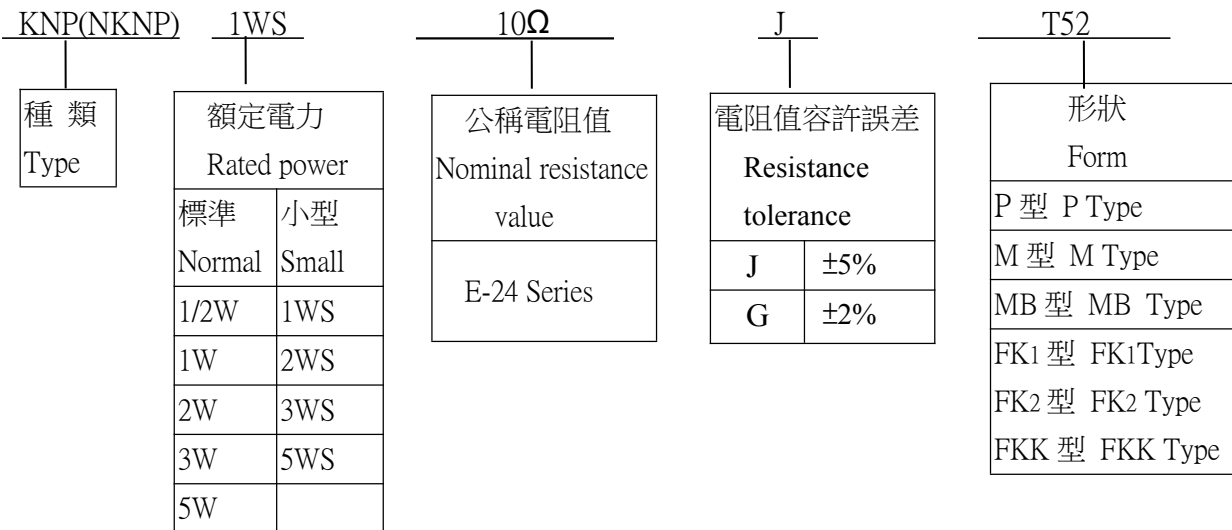 KNP(NKNP) 1WS 10Ω J T52
種 類
Type
額定電力
Rated power
標準 小型
Normal Small
1/2W 1WS
1W 2WS
2W 3WS
3W 5WS
5W
公稱電阻值
Nominal resistance
value
E-24 Series
電阻值容許誤差
Resistance
tolerance
J ±5%
G ±2%
形狀
Form
P 型 P Type
M 型 M Type
MB 型 MB Type
FK1 型 FK1Type
FK2 型 FK2 Type
FKK 型 FKK Type